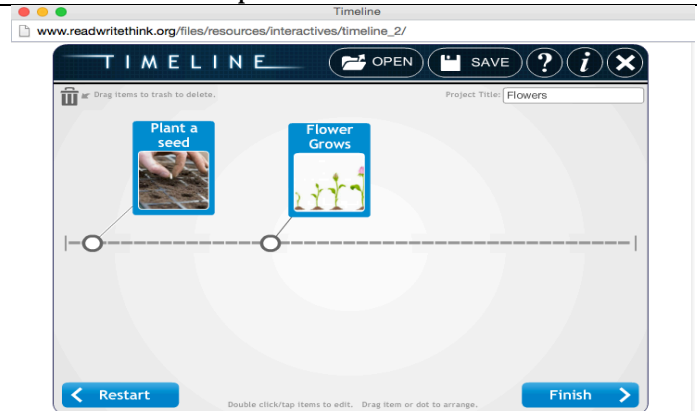 Timeline
www.readwritethink.org/files/resources/interactives/timeline_2/
TIMELINE OPEN SAVE ? i X
Drag items to trash to delete. Project Title: Flowers
Plant a
seed
Flower
Grows
Restart Double click/tap items to edit. Drag item or dot to arrange. Finish